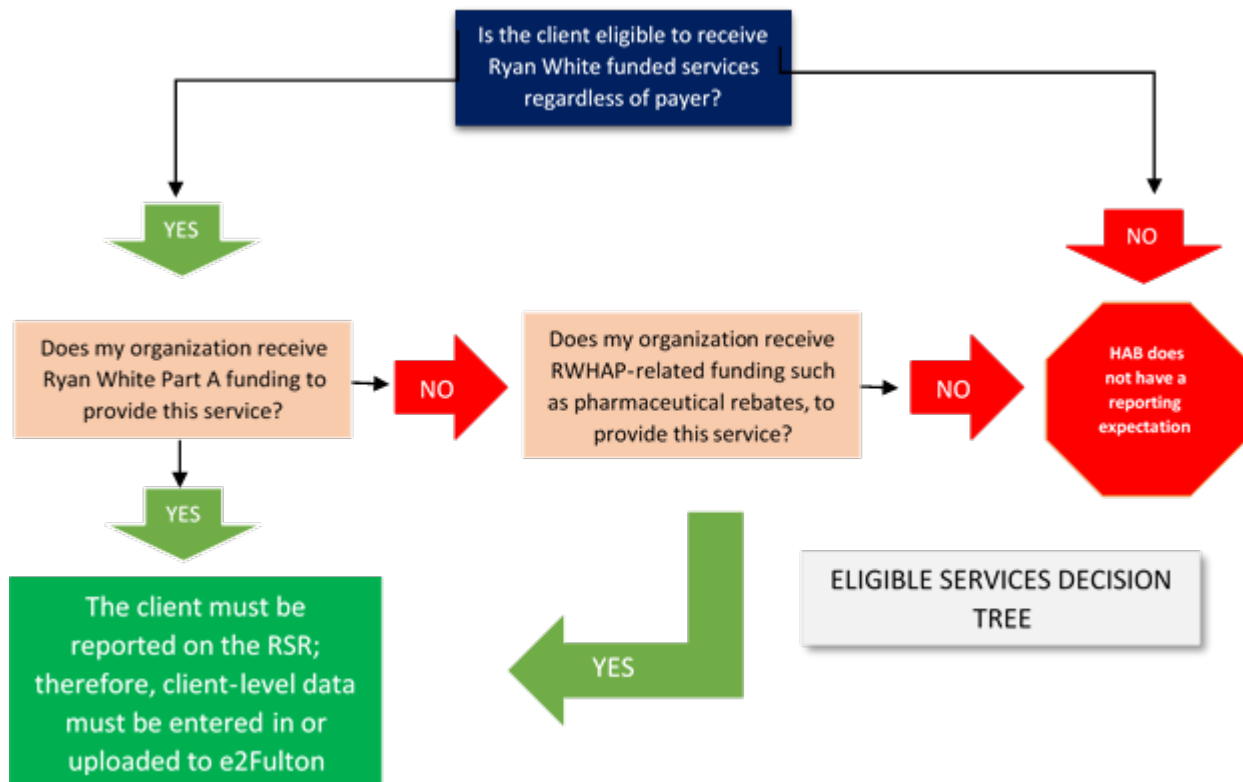 Is the client eligible to receive
Ryan White funded services
regardless of payer?
YES
NO
Does my organization receive
Ryan White Part A funding to
provide this service?
NO
Does my organization receive
RWHAP-related funding such
as pharmaceutical rebates, to
provide this service?
NO
HAB does
not have a
reporting
expectation
YES
The client must be
reported on the RSR;
therefore, client-level data
must be entered in or
uploaded to e2Fulton
YES
ELIGIBLE SERVICES DECISION
TREE